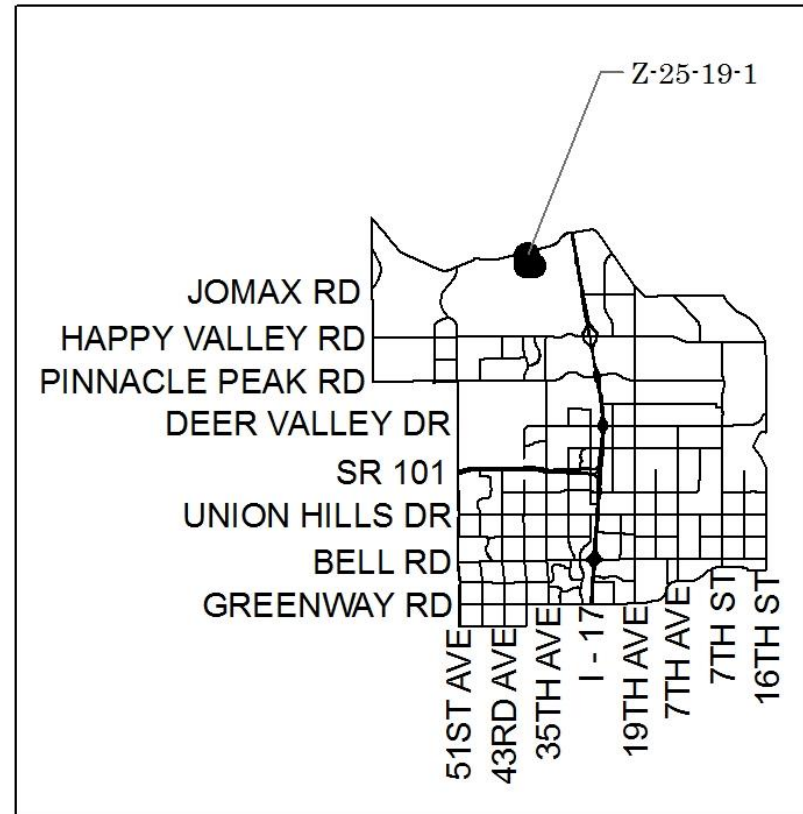 Z-25-19-1
JOMAX RD
HAPPY VALLEY RD
PINNACLE PEAK RD
DEER VALLEY DR
SR 101
UNION HILLS DR
BELL RD
GREENWAY RD
51ST AVE
43RD AVE
35TH AVE
I - 17
19TH AVE
7TH AVE
7TH ST
16TH ST